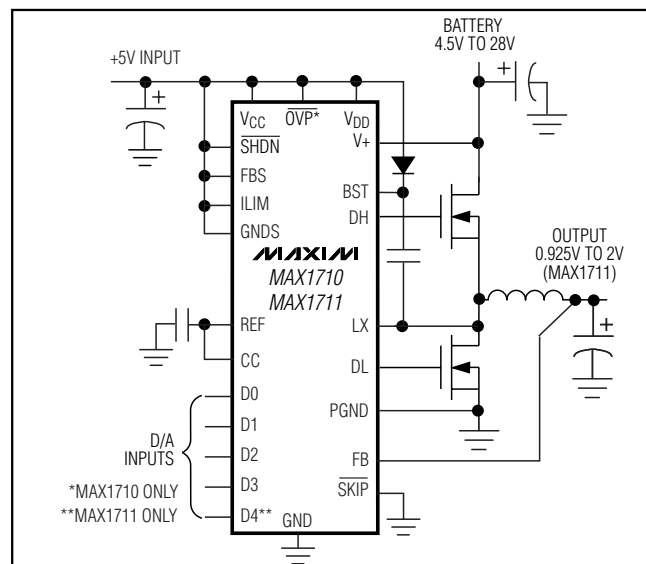 BATTERY
4.5V TO 28V
+5V INPUT
+
+
VCC
OVP*
VDD
V+
SHDN
FBS
ILIM
GNDS
BST
DH
MAXIM
MAX1710
MAX1711
OUTPUT
0.925V TO 2V
(MAX1711)
+
REF
LX
CC
DL
D0
PGND
D1
D/A
INPUTS
D2
FB
D3
SKIP
*MAX1710 ONLY
**MAX1711 ONLY
D4**
GND